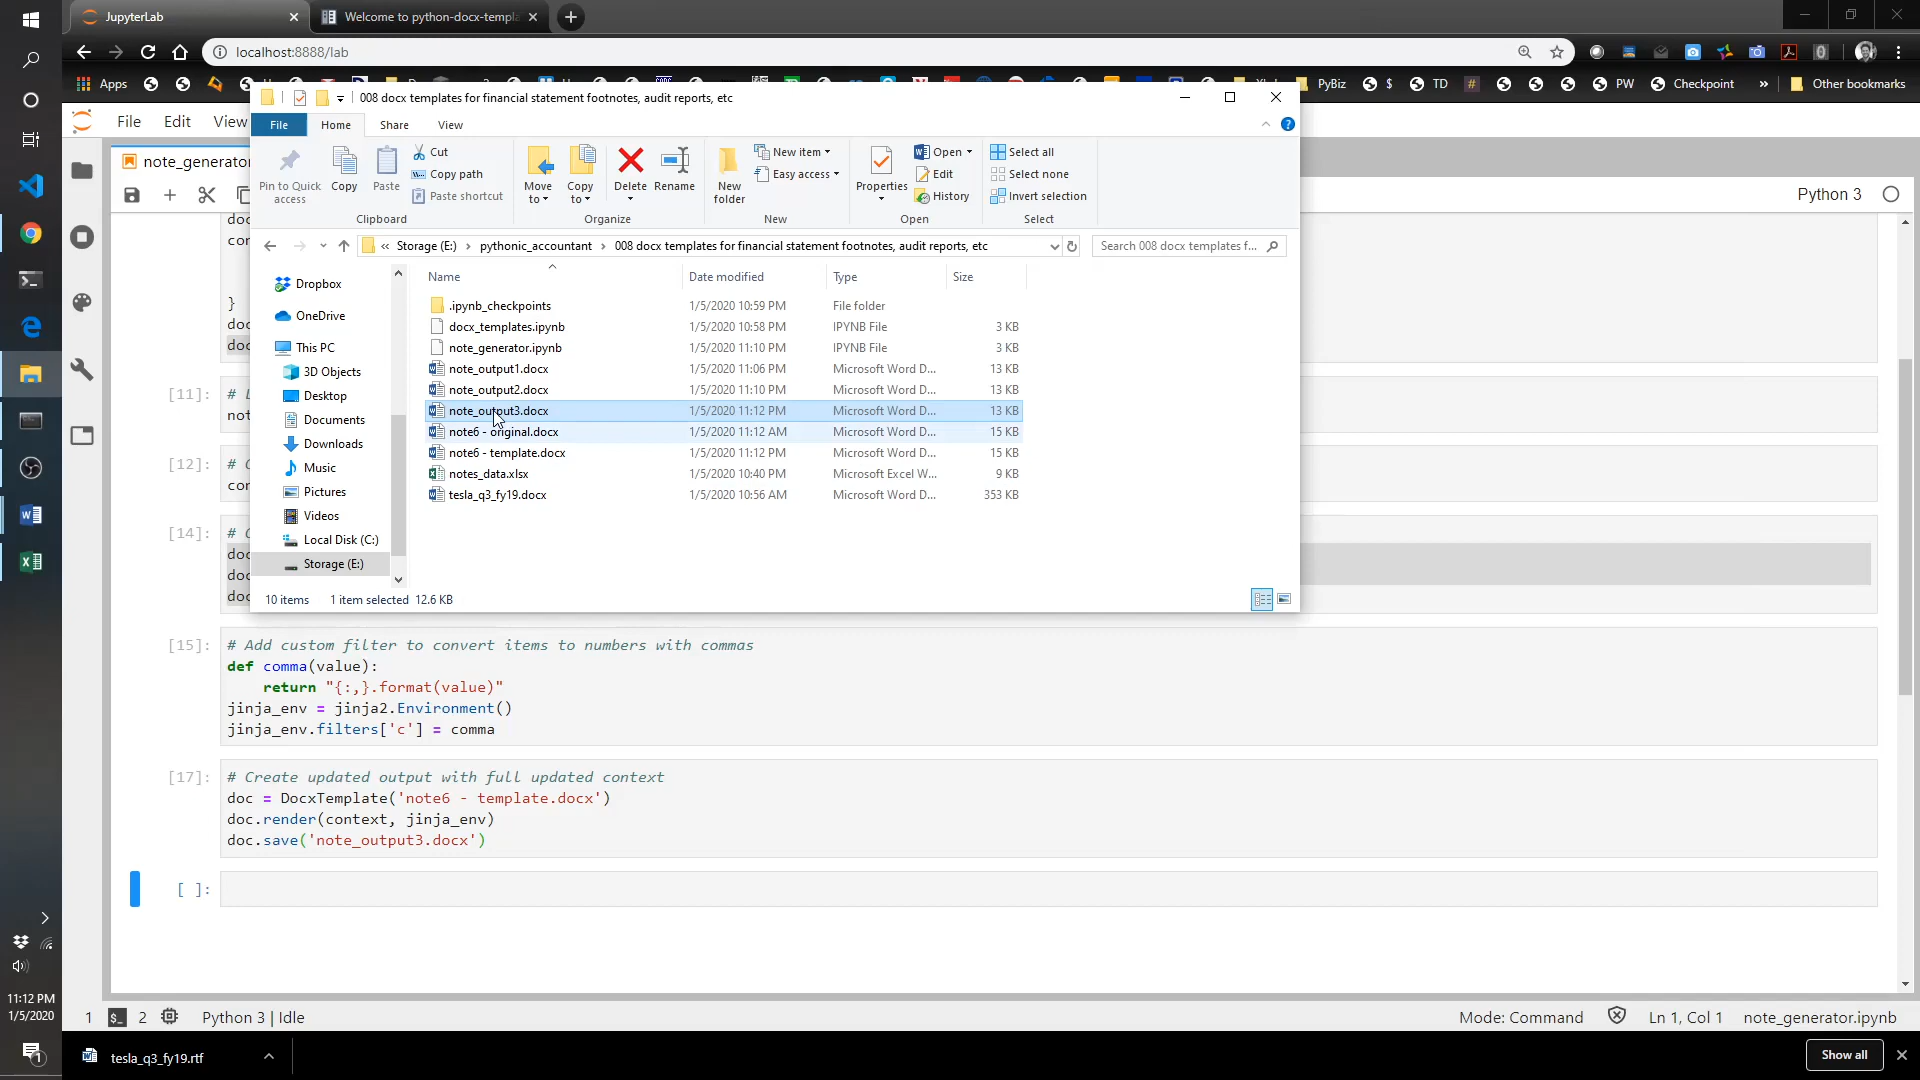 JupyterLab
Welcome to python-docx-templa
localhost:8888/lab
Apps
PyBiz
$
TD
#
PW
Checkpoint
»
Other bookmarks
008 docx templates for financial statement footnotes, audit reports, etc
File
Edit
View
File
Home
Share
View
note_generator
Pin to Quick access
Copy
Paste
Cut
Copy path
Paste shortcut
Clipboard
Move to
Copy to
Delete
Rename
Organize
New folder
New item
Easy access
New
Properties
Open
Edit
History
Open
Select all
Select none
Invert selection
Select
Python 3
« Storage (E:) › pythonic_accountant › 008 docx templates for financial statement footnotes, audit reports, etc
Search 008 docx templates f...
Name Date modified Type Size
.ipynb_checkpoints 1/5/2020 10:59 PM File folder
docx_templates.ipynb 1/5/2020 10:58 PM IPYNB File 3 KB
note_generator.ipynb 1/5/2020 11:10 PM IPYNB File 3 KB
note_output1.docx 1/5/2020 11:06 PM Microsoft Word D... 13 KB
note_output2.docx 1/5/2020 11:10 PM Microsoft Word D... 13 KB
note_output3.docx 1/5/2020 11:12 PM Microsoft Word D... 13 KB
note6 - original.docx 1/5/2020 11:12 AM Microsoft Word D... 15 KB
note6 - template.docx 1/5/2020 11:12 PM Microsoft Word D... 15 KB
notes_data.xlsx 1/5/2020 10:40 PM Microsoft Excel W... 9 KB
tesla_q3_fy19.docx 1/5/2020 10:56 AM Microsoft Word D... 353 KB
Dropbox
OneDrive
This PC
3D Objects
Desktop
Documents
Downloads
Music
Pictures
Videos
Local Disk (C:)
Storage (E:)
10 items 1 item selected 12.6 KB
doc
con
}
doc
doc
[11]: # L
not
[12]: # C
con
[14]: # C
doc
doc
doc
[15]: # Add custom filter to convert items to numbers with commas
def comma(value):
return "{:,}.format(value)"
jinja_env = jinja2.Environment()
jinja_env.filters['c'] = comma
[17]: # Create updated output with full updated context
doc = DocxTemplate('note6 - template.docx')
doc.render(context, jinja_env)
doc.save('note_output3.docx')
[ ]:
11:12 PM
1/5/2020
1
1 $_ 2 Python 3 | Idle
Mode: Command
Ln 1, Col 1
note_generator.ipynb
tesla_q3_fy19.rtf
Show all